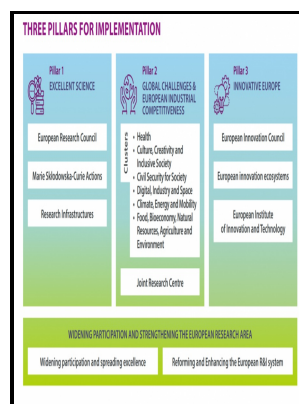 THREE PILLARS FOR IMPLEMENTATION
Pillar 1
EXCELLENT SCIENCE
European Research Council
Marie Skłodowska-Curie Actions
Research Infrastructures
Pillar 2
GLOBAL CHALLENGES &
EUROPEAN INDUSTRIAL
COMPETITIVENESS
Clusters
• Health
• Culture, Creativity and
Inclusive Society
• Civil Security for Society
• Digital, Industry and Space
• Climate, Energy and Mobility
• Food, Bioeconomy, Natural
Resources, Agriculture and
Environment
Joint Research Centre
Pillar 3
INNOVATIVE EUROPE
European Innovation Council
European innovation ecosystems
European Institute
of Innovation and Technology
WIDENING PARTICIPATION AND STRENGTHENING THE EUROPEAN RESEARCH AREA
Widening participation and spreading excellence
Reforming and Enhancing the European R&I system